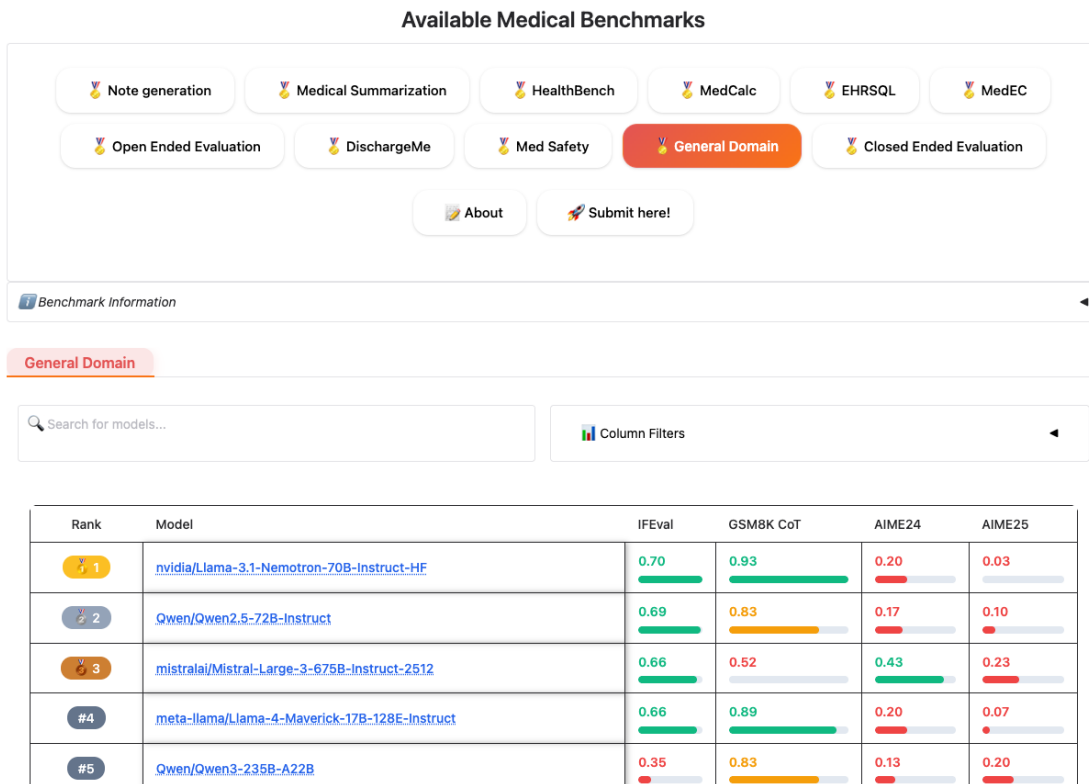 Available Medical Benchmarks
🏅 Note generation 🏅 Medical Summarization 🏅 HealthBench 🏅 MedCalc 🏅 EHRSQL 🏅 MedEC
🏅 Open Ended Evaluation 🏅 DischargeMe 🏅 Med Safety 🏅 General Domain 🏅 Closed Ended Evaluation
📝 About 🚀 Submit here!
ℹ️ Benchmark Information ◀
General Domain
🔍 Search for models... 📊 Column Filters ◀
Rank Model IFEval GSM8K CoT AIME24 AIME25
🥇 1 nvidia/Llama-3.1-Nemotron-70B-Instruct-HF 0.70 0.93 0.20 0.03
🥈 2 Qwen/Qwen2.5-72B-Instruct 0.69 0.83 0.17 0.10
🥉 3 mistralai/Mistral-Large-3-675B-Instruct-2512 0.66 0.52 0.43 0.23
#4 meta-llama/Llama-4-Maverick-17B-128E-Instruct 0.66 0.89 0.20 0.07
#5 Qwen/Qwen3-235B-A22B 0.35 0.83 0.13 0.20